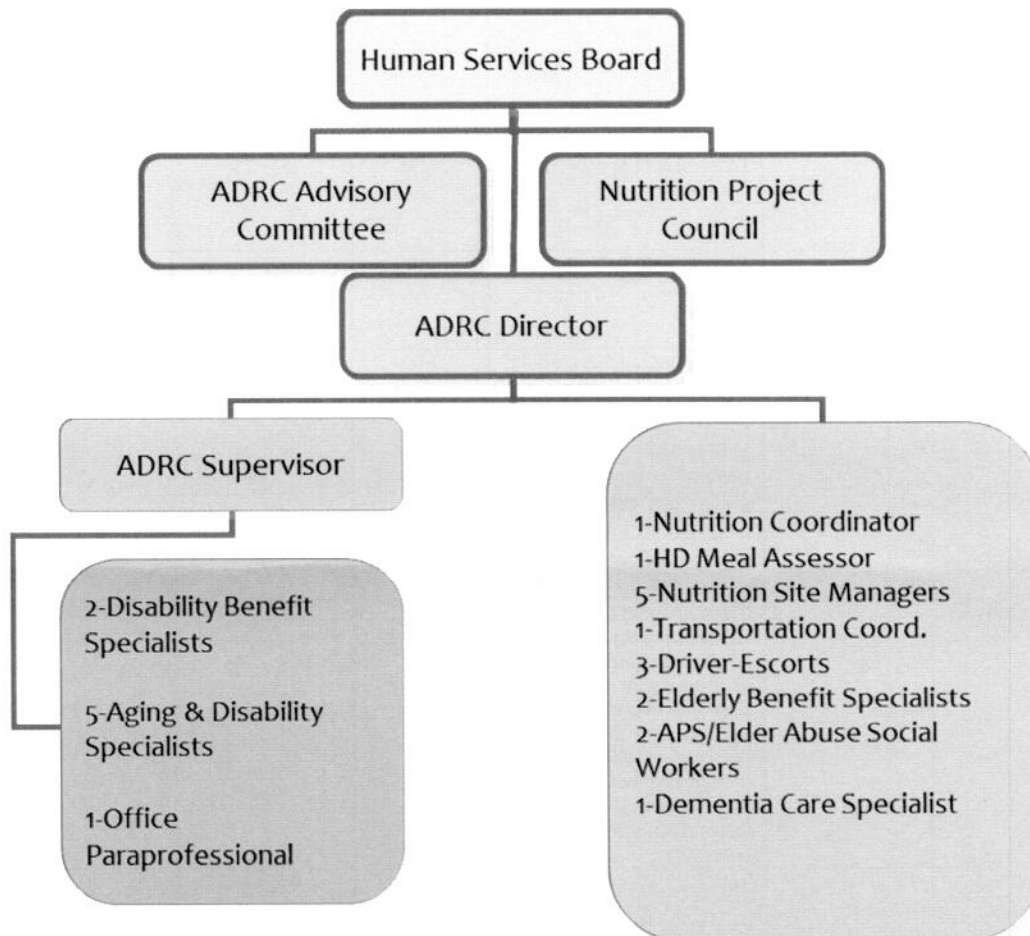 Human Services Board
ADRC Advisory
Committee
Nutrition Project
Council
ADRC Director
ADRC Supervisor
2-Disability Benefit
Specialists
5-Aging & Disability
Specialists
1-Office
Paraprofessional
1-Nutrition Coordinator
1-HD Meal Assessor
5-Nutrition Site Managers
1-Transportation Coord.
3-Driver-Escorts
2-Elderly Benefit Specialists
2-APS/Elder Abuse Social
Workers
1-Dementia Care Specialist